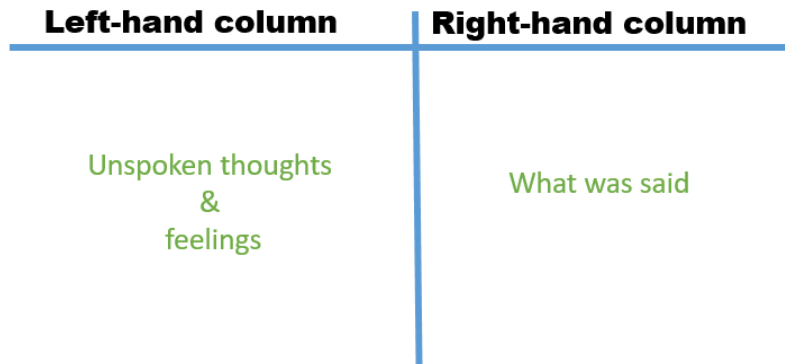 Left-hand column
Right-hand column
Unspoken thoughts
&
feelings
What was said